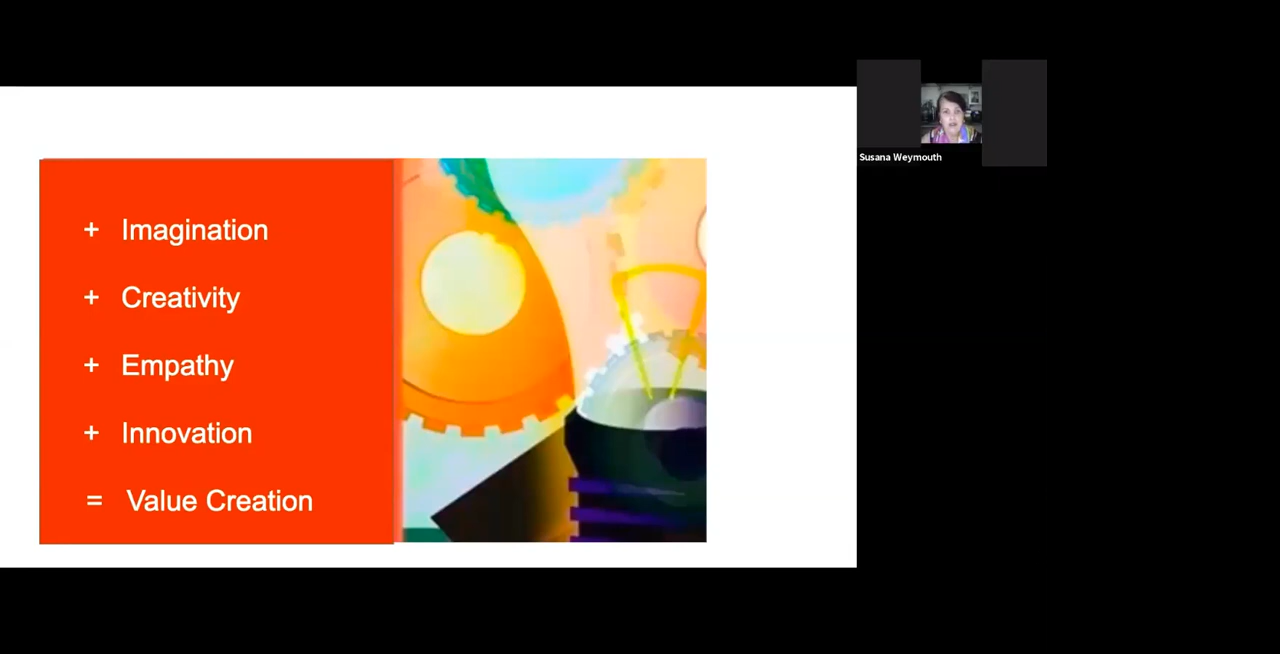 + Imagination
+ Creativity
+ Empathy
+ Innovation
= Value Creation
Susana Weymouth